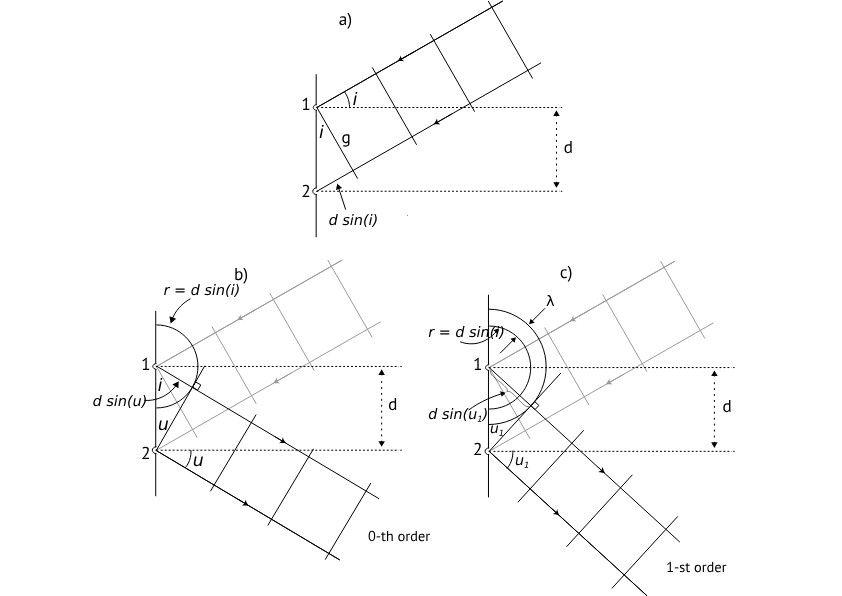 a)
1
i
i
g
d
2
d sin(i)
b)
r = d sin(i)
1
i
d sin(u)
d
u
2
u
0-th order
c)
λ
r = d sin(i)
1
d sin(u₁)
d
u₁
2
u₁
1-st order